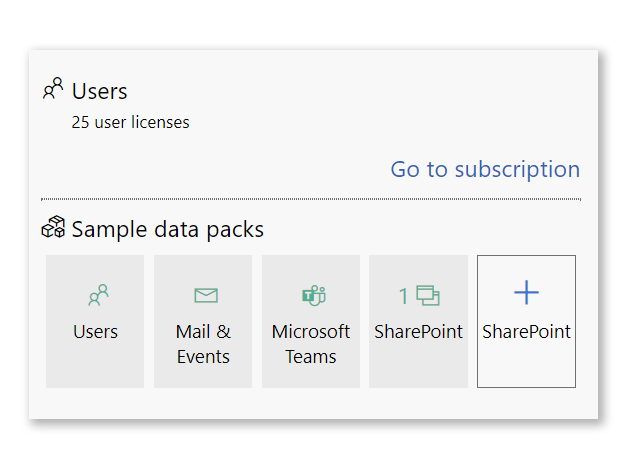 Users
25 user licenses
Go to subscription
Sample data packs
Users
Mail &
Events
T
Microsoft
Teams
1
SharePoint
SharePoint